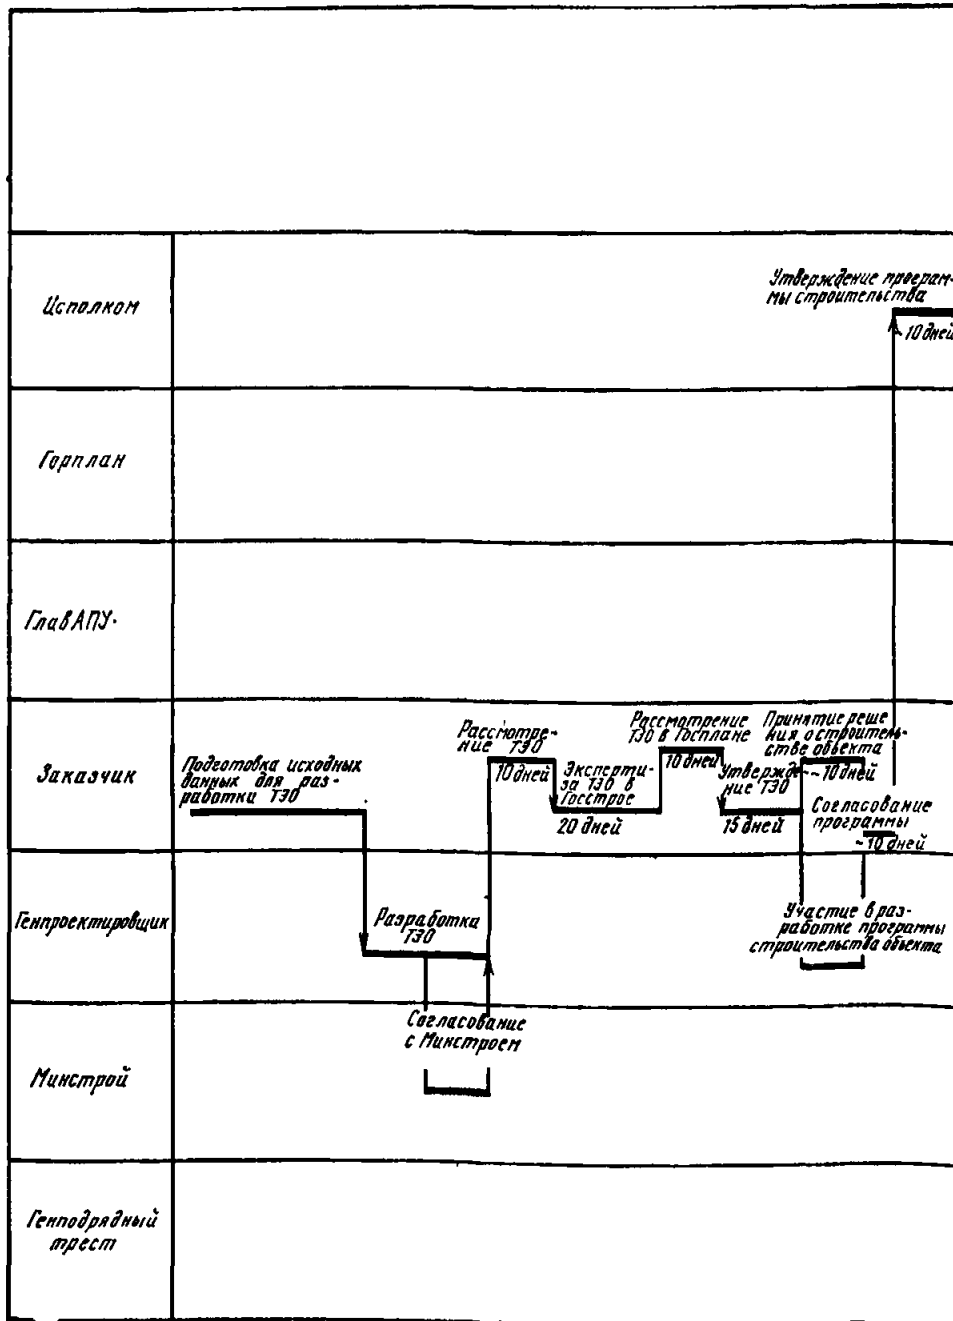 Исполком
Утверждение програм-
мы строительства
~10 дней
Горплан
ГлавАПУ
Заказчик
Подготовка исходных
данных для раз-
работки ТЭО
Рассмотре-
ние ТЭО
10 дней
Эксперти-
за ТЭО в
Госстрое
20 дней
Рассмотрение
ТЭО в Госплане
10 дней
Утвержде-
ние ТЭО
15 дней
Принятие реше
ния о строитель-
стве объекта
~10 дней
Согласование
программы
~10 дней
Генпроектировщик
Разработка
ТЭО
Участие в раз-
работке программы
строительства объекта
Минстрой
Согласование
с Минстроем
Генподрядный
трест